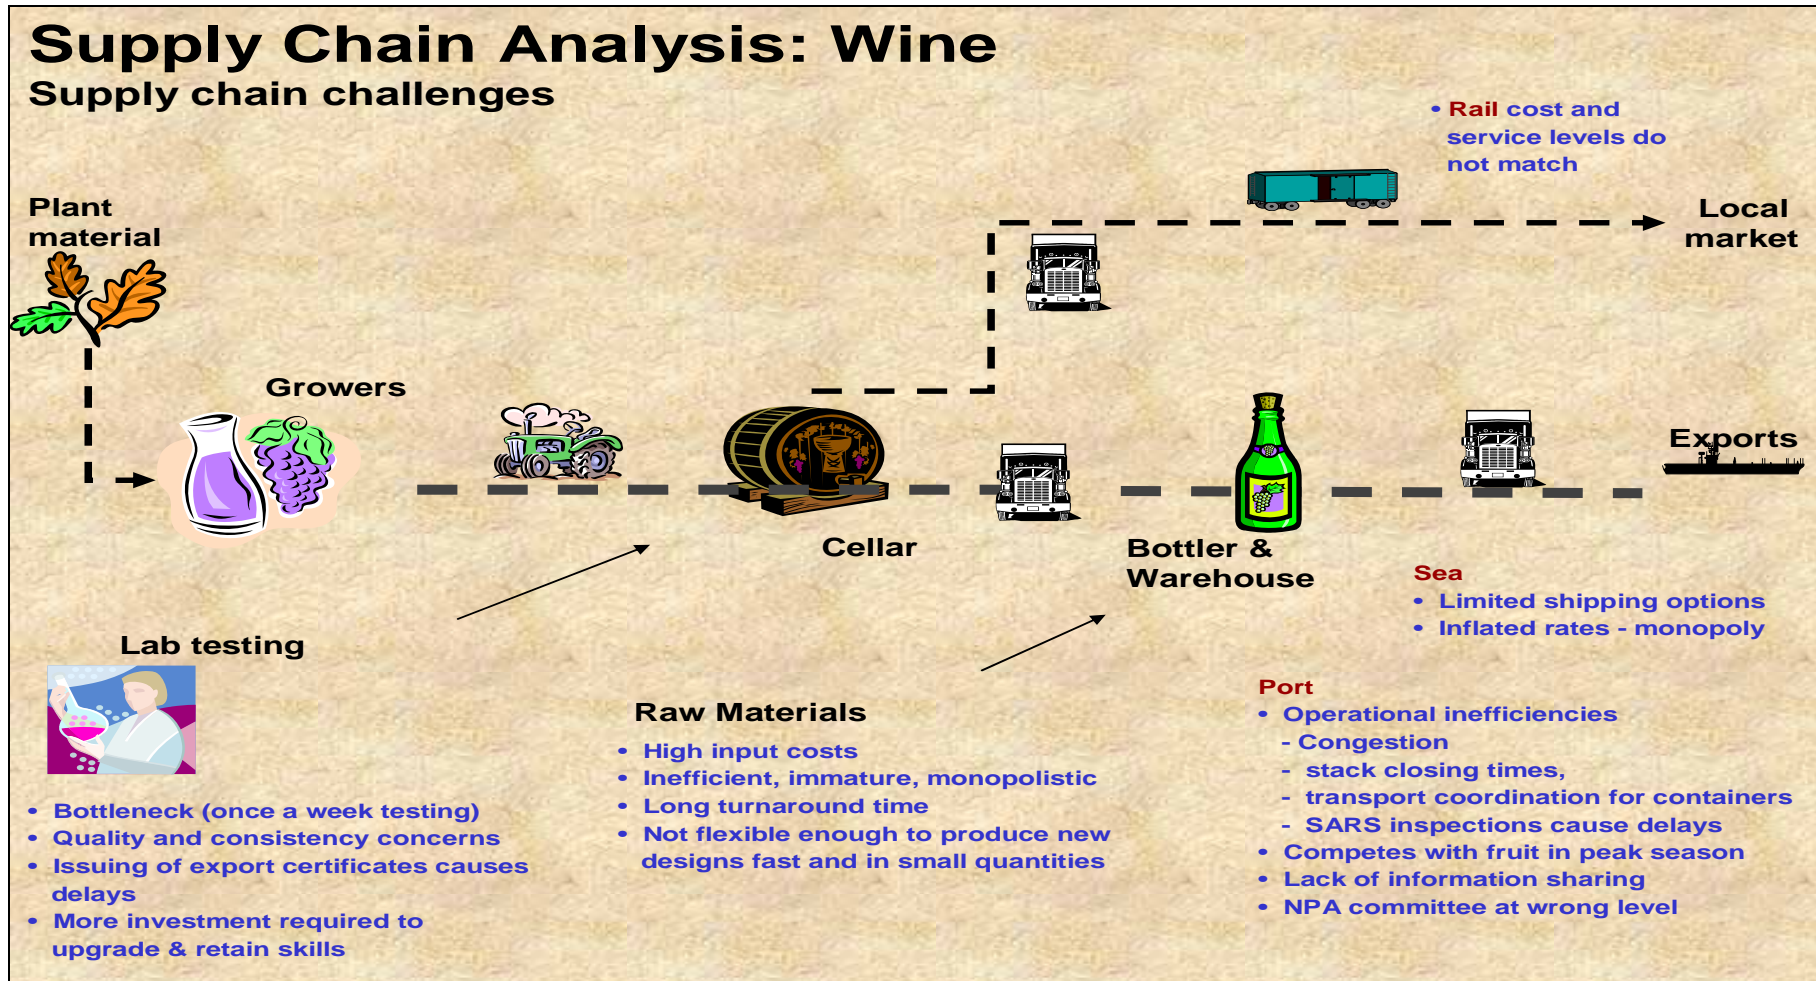 Supply Chain Analysis: Wine
Supply chain challenges
• Rail cost and
service levels do
not match
Plant
material
Local
market
Growers
Exports
Cellar
Bottler &
Warehouse
Sea
• Limited shipping options
• Inflated rates - monopoly
Lab testing
• Bottleneck (once a week testing)
• Quality and consistency concerns
• Issuing of export certificates causes
delays
• More investment required to
upgrade & retain skills
Raw Materials
• High input costs
• Inefficient, immature, monopolistic
• Long turnaround time
• Not flexible enough to produce new
designs fast and in small quantities
Port
• Operational inefficiencies
- Congestion
- stack closing times,
- transport coordination for containers
- SARS inspections cause delays
• Competes with fruit in peak season
• Lack of information sharing
• NPA committee at wrong level